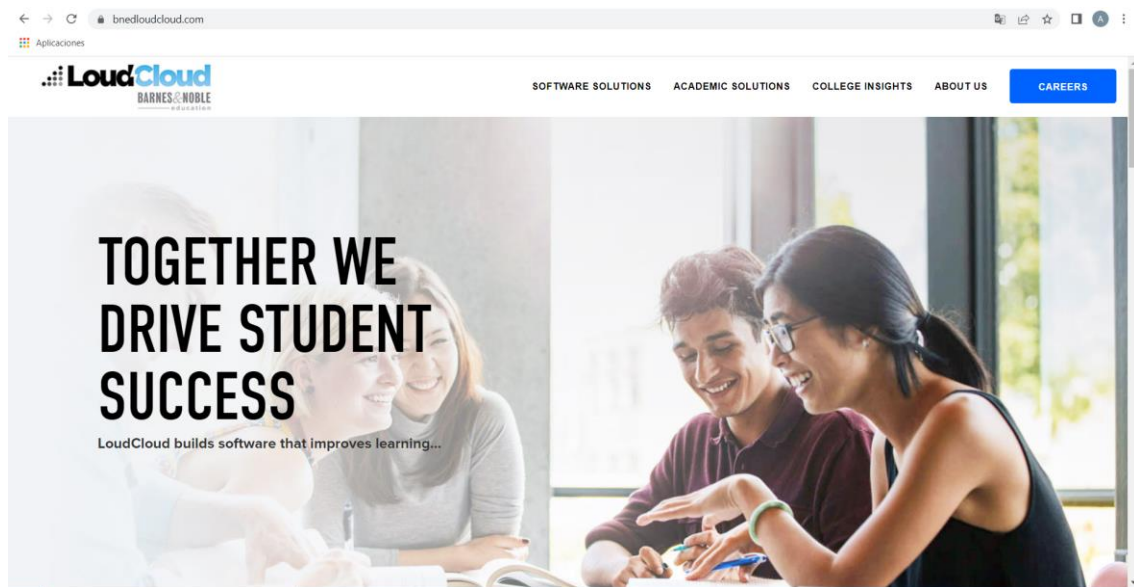 bnedloudcloud.com
A
Aplicaciones
LoudCloud
BARNES & NOBLE
education
SOFTWARE SOLUTIONS ACADEMIC SOLUTIONS COLLEGE INSIGHTS ABOUT US CAREERS
TOGETHER WE
DRIVE STUDENT
SUCCESS
LoudCloud builds software that improves learning...